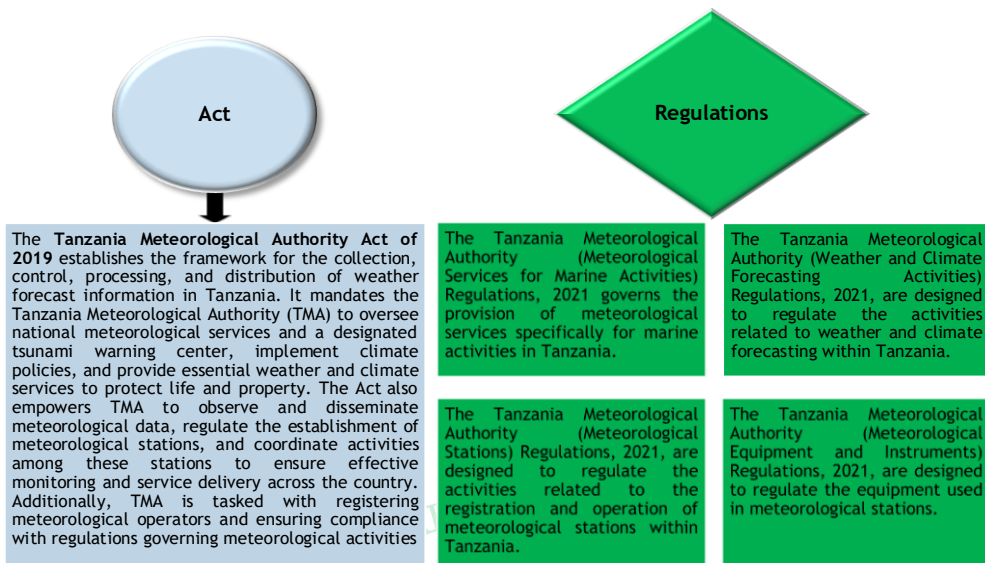 Act
Regulations
The Tanzania Meteorological Authority Act of
2019 establishes the framework for the collection,
control, processing, and distribution of weather
forecast information in Tanzania. It mandates the
Tanzania Meteorological Authority (TMA) to oversee
national meteorological services and a designated
tsunami warning center, implement climate
policies, and provide essential weather and climate
services to protect life and property. The Act also
empowers TMA to observe and disseminate
meteorological data, regulate the establishment of
meteorological stations, and coordinate activities
among these stations to ensure effective
monitoring and service delivery across the country.
Additionally, TMA is tasked with registering
meteorological operators and ensuring compliance
with regulations governing meteorological activities
The Tanzania Meteorological
Authority (Meteorological
Services for Marine Activities)
Regulations, 2021 governs the
provision of meteorological
services specifically for marine
activities in Tanzania.
The Tanzania Meteorological
Authority (Weather and Climate
Forecasting Activities)
Regulations, 2021, are designed
to regulate the activities
related to weather and climate
forecasting within Tanzania.
The Tanzania Meteorological
Authority (Meteorological
Stations) Regulations, 2021, are
designed to regulate the
activities related to the
registration and operation of
meteorological stations within
Tanzania.
The Tanzania Meteorological
Authority (Meteorological
Equipment and Instruments)
Regulations, 2021, are designed
to regulate the equipment used
in meteorological stations.